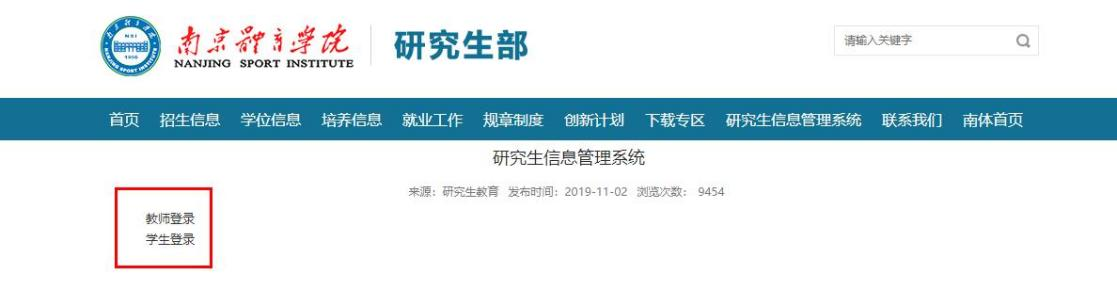 南京体育学院
NANJING SPORT INSTITUTE
研究生部
请输入关键字
首页 招生信息 学位信息 培养信息 就业工作 规章制度 创新计划 下载专区 研究生信息管理系统 联系我们 南体首页
研究生信息管理系统
来源：研究生教育 发布时间：2019-11-02 浏览次数： 9454
教师登录
学生登录